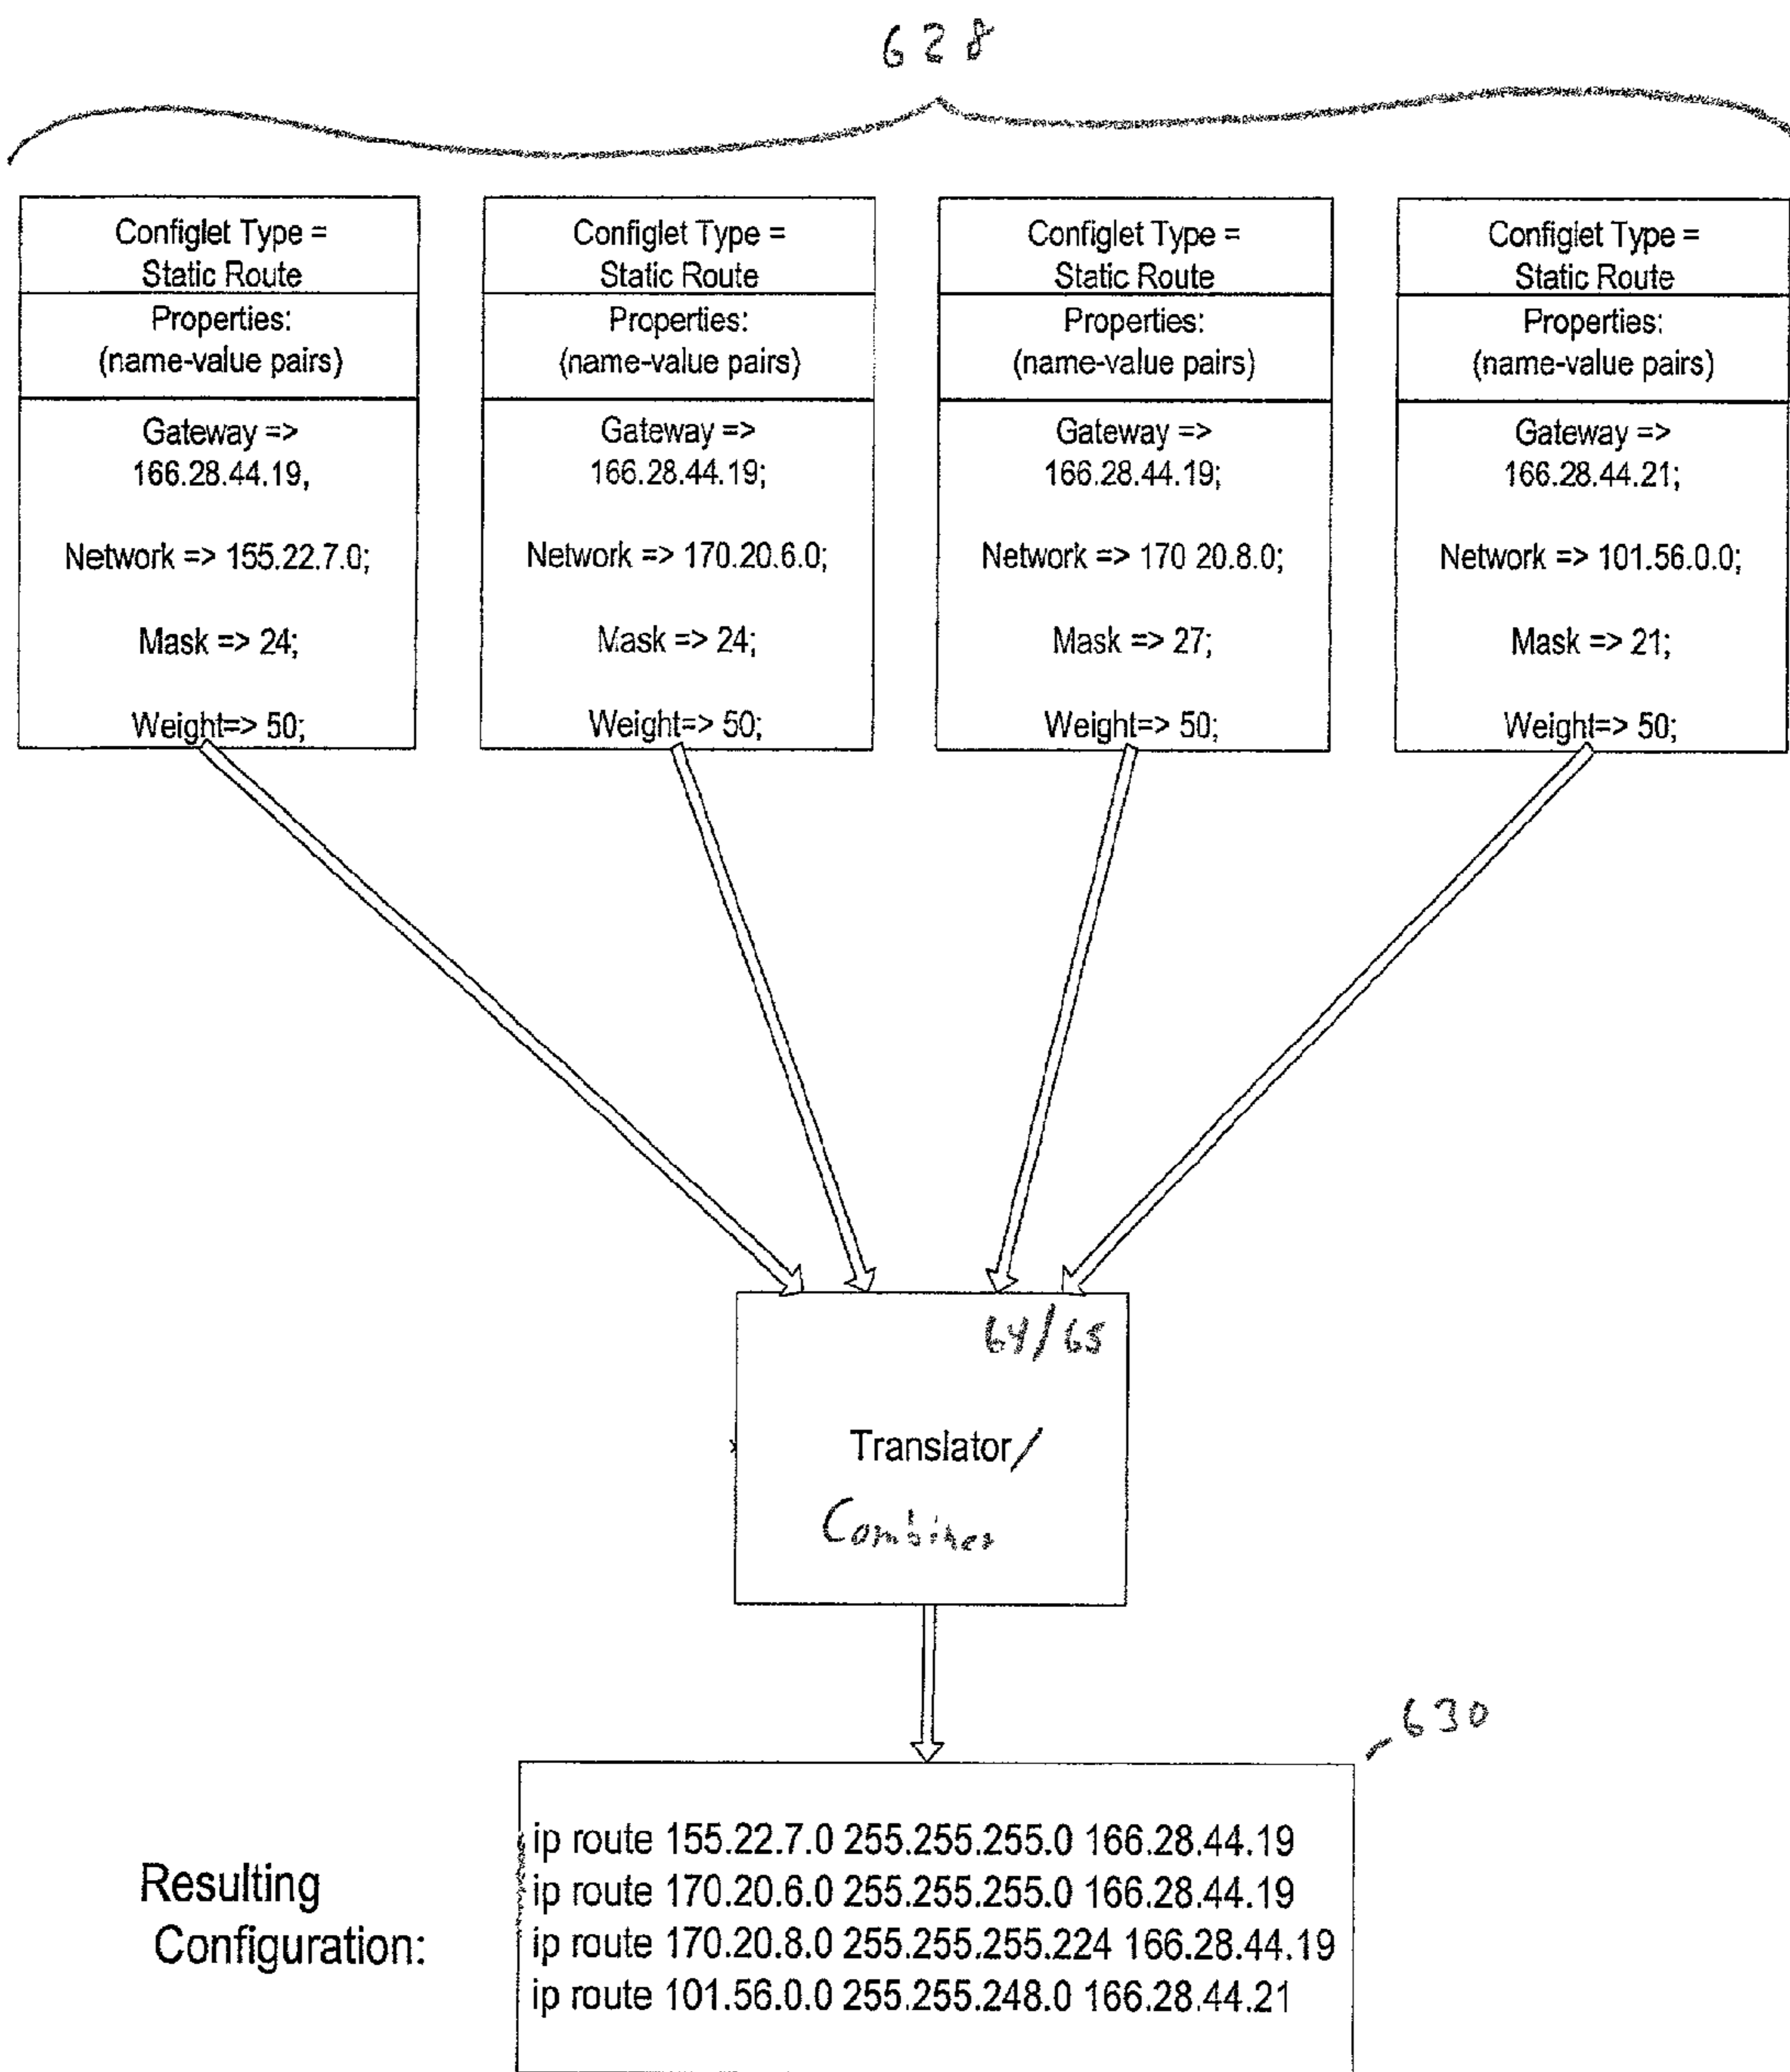 628
Configlet Type =
Static Route
Properties:
(name-value pairs)
Gateway =>
166.28.44.19,
Network => 155.22.7.0;
Mask => 24;
Weight=> 50;
Configlet Type =
Static Route
Properties:
(name-value pairs)
Gateway =>
166.28.44.19;
Network => 170.20.6.0;
Mask => 24;
Weight=> 50;
Configlet Type =
Static Route
Properties:
(name-value pairs)
Gateway =>
166.28.44.19;
Network => 170 20.8.0;
Mask => 27;
Weight=> 50;
Configlet Type =
Static Route
Properties:
(name-value pairs)
Gateway =>
166.28.44.21;
Network => 101.56.0.0;
Mask => 21;
Weight=> 50;
64/65
Translator/
Combiner
630
Resulting
Configuration:
ip route 155.22.7.0 255.255.255.0 166.28.44.19
ip route 170.20.6.0 255.255.255.0 166.28.44.19
ip route 170.20.8.0 255.255.255.224 166.28.44.19
ip route 101.56.0.0 255.255.248.0 166.28.44.21